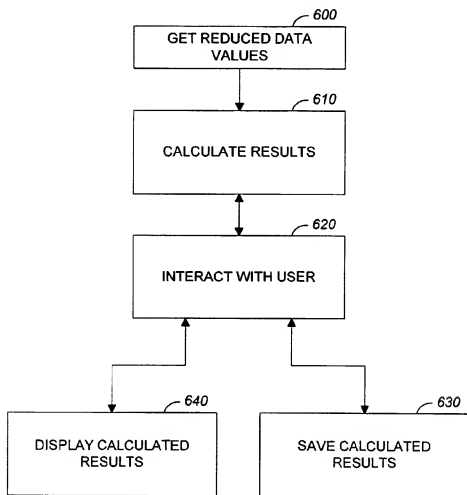 600
GET REDUCED DATA
VALUES
610
CALCULATE RESULTS
620
INTERACT WITH USER
640
DISPLAY CALCULATED
RESULTS
630
SAVE CALCULATED
RESULTS